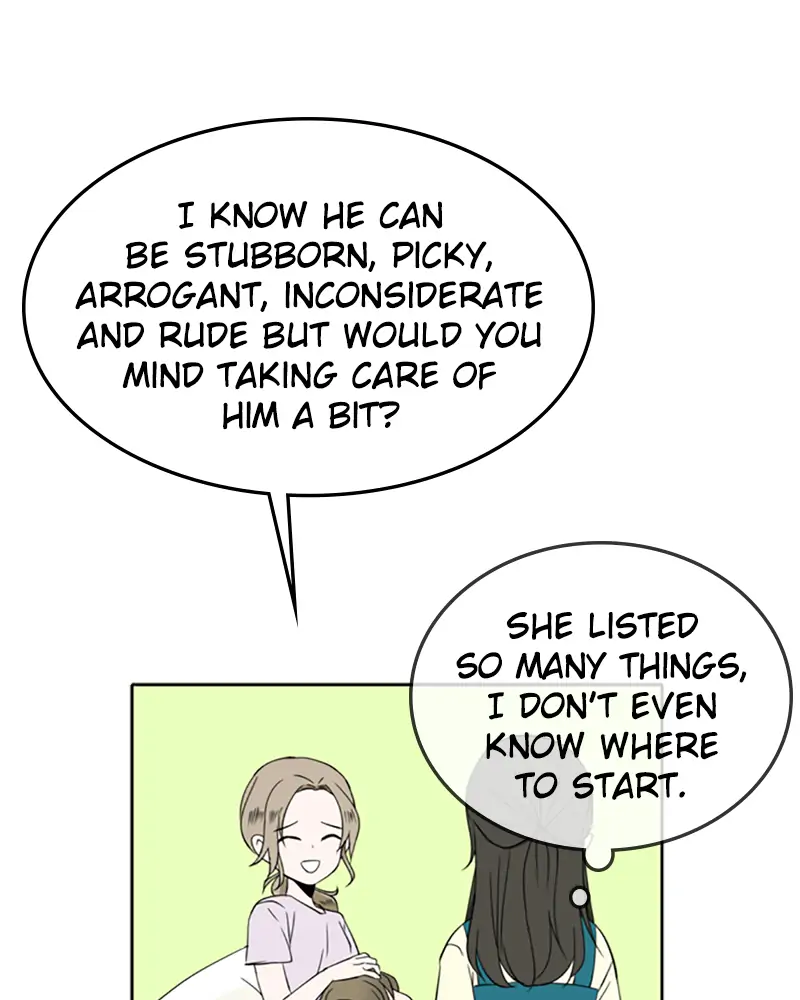 I KNOW HE CAN
BE STUBBORN, PICKY,
ARROGANT, INCONSIDERATE
AND RUDE BUT WOULD YOU
MIND TAKING CARE OF
HIM A BIT?
SHE LISTED
SO MANY THINGS,
I DON'T EVEN
KNOW WHERE
TO START.